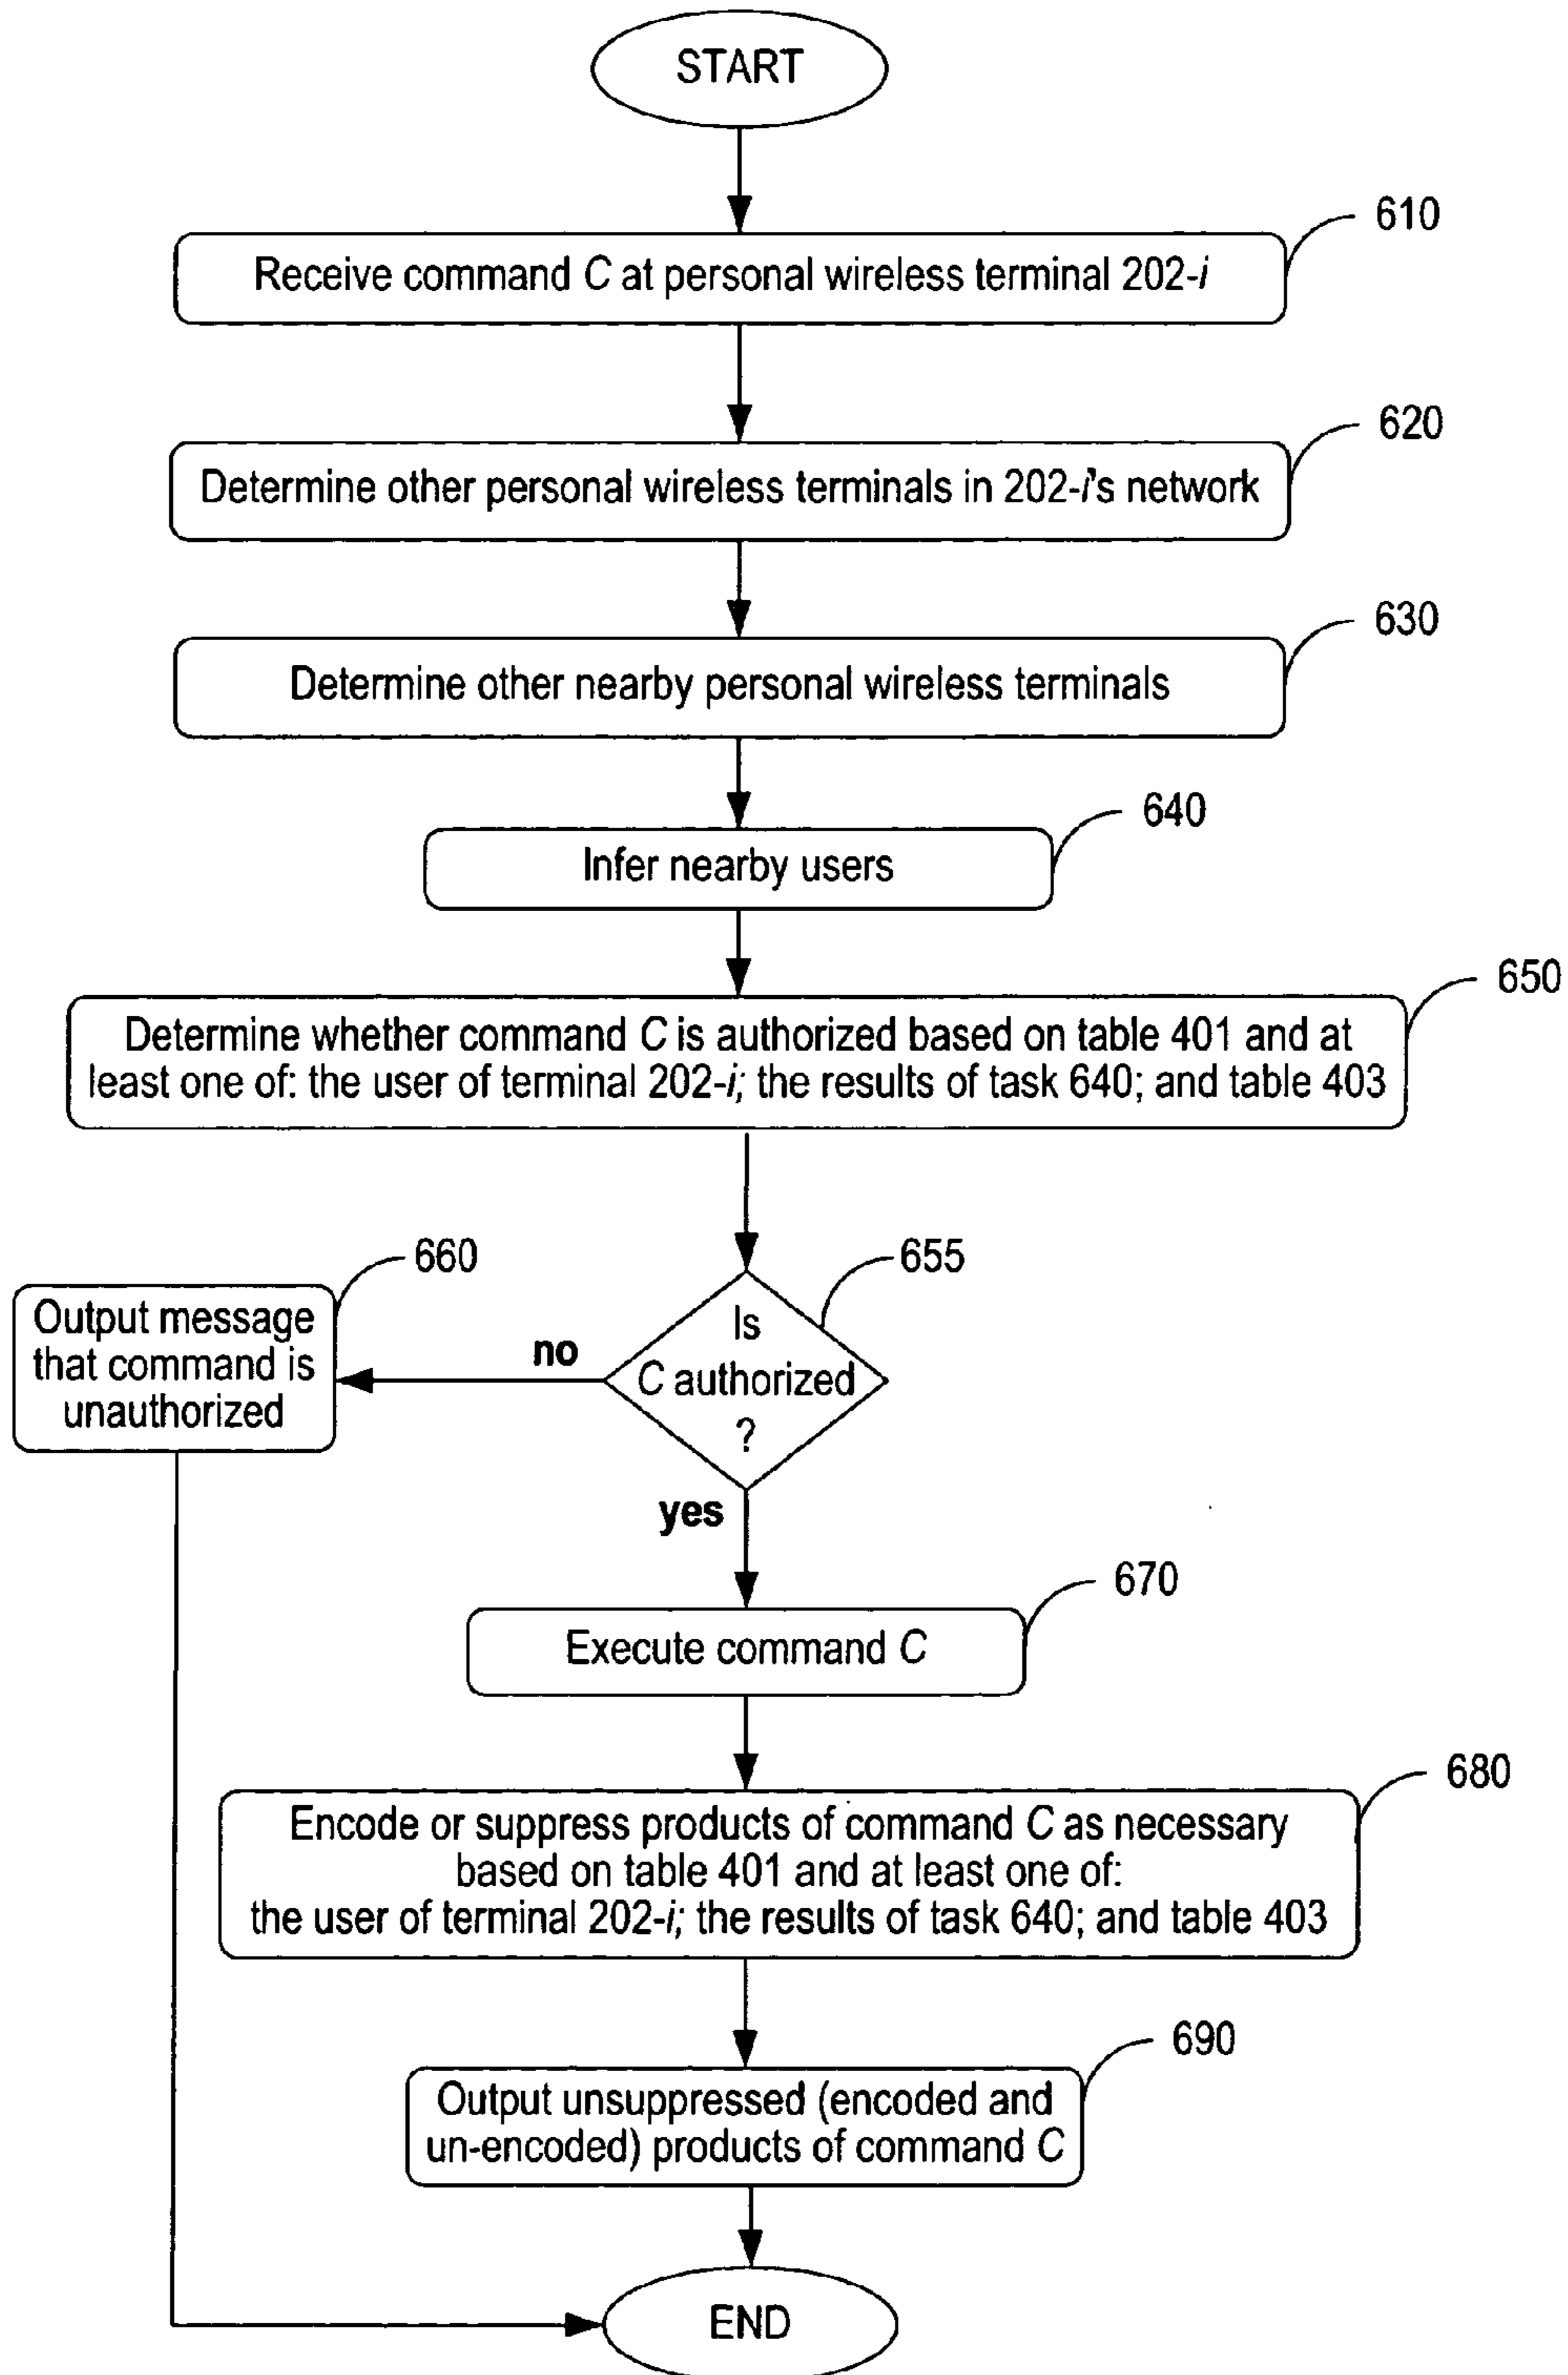 START
610
Receive command C at personal wireless terminal 202-i
620
Determine other personal wireless terminals in 202-i's network
630
Determine other nearby personal wireless terminals
640
Infer nearby users
650
Determine whether command C is authorized based on table 401 and at
least one of: the user of terminal 202-i; the results of task 640; and table 403
660
655
Output message
that command is
unauthorized
no
Is
C authorized
?
yes
670
Execute command C
680
Encode or suppress products of command C as necessary
based on table 401 and at least one of:
the user of terminal 202-i; the results of task 640; and table 403
690
Output unsuppressed (encoded and
un-encoded) products of command C
END